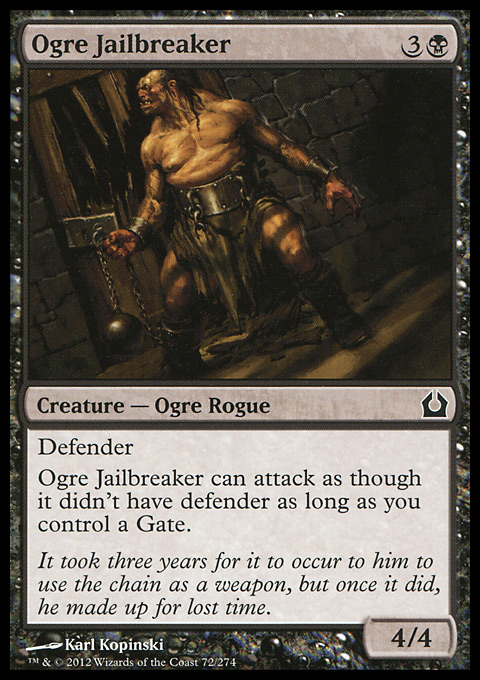 Ogre Jailbreaker 3
Creature — Ogre Rogue
Defender
Ogre Jailbreaker can attack as though
it didn't have defender as long as you
control a Gate.
It took three years for it to occur to him to
use the chain as a weapon, but once it did,
he made up for lost time.
Karl Kopinski
4/4
™ & © 2012 Wizards of the Coast 72/274